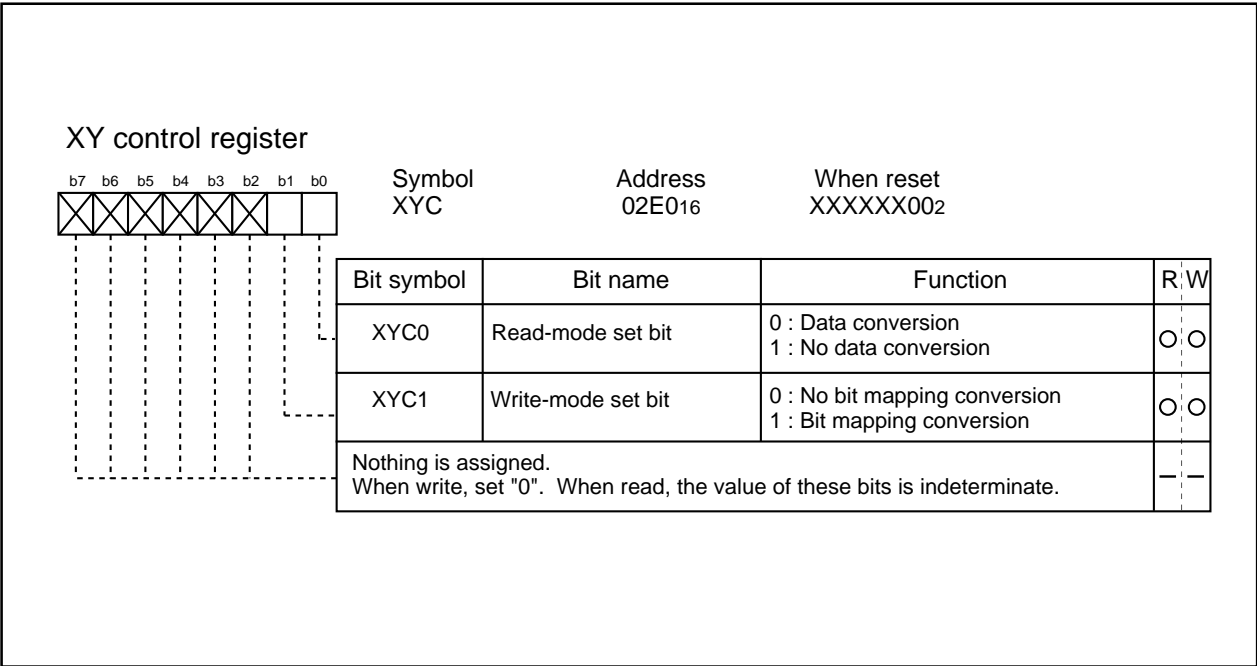 XY control register
b7 b6 b5 b4 b3 b2 b1 b0
Symbol Address When reset
XYC 02E016 XXXXXX002
Bit symbol Bit name Function R W
XYC0 Read-mode set bit 0 : Data conversion
1 : No data conversion
XYC1 Write-mode set bit 0 : No bit mapping conversion
1 : Bit mapping conversion
Nothing is assigned.
When write, set "0". When read, the value of these bits is indeterminate.